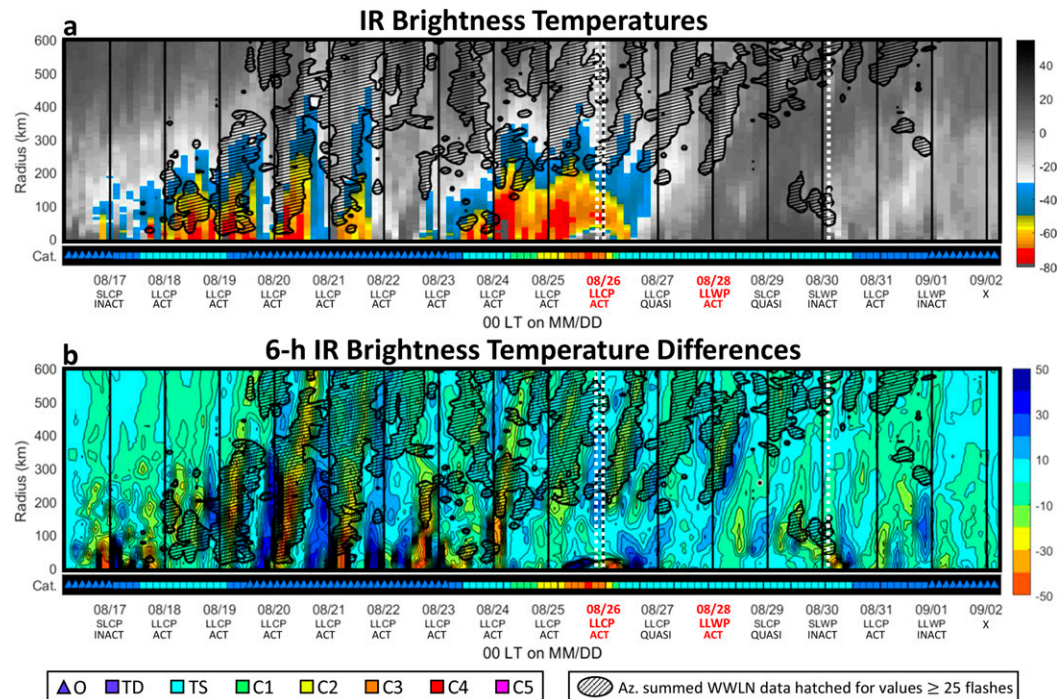 a
IR Brightness Temperatures
600
500
400
300
200
100
0
Radius (km)
40
20
0
-20
-40
-60
-80
Cat.
08/17 08/18 08/19 08/20 08/21 08/22 08/23 08/24 08/25 08/26 08/27 08/28 08/29 08/30 08/31 09/01 09/02
SLCP LLCP LLCP LLCP LLCP LLCP LLCP LLCP LLCP LLCP LLCP LLWP SLCP SLWP LLCP LLWP X
INACT ACT ACT ACT ACT ACT ACT ACT ACT ACT QUASI ACT QUASI INACT ACT INACT
00 LT on MM/DD
b
6-h IR Brightness Temperature Differences
600
500
400
300
200
100
0
Radius (km)
50
40
30
20
10
0
-10
-20
-30
-40
-50
Cat.
08/17 08/18 08/19 08/20 08/21 08/22 08/23 08/24 08/25 08/26 08/27 08/28 08/29 08/30 08/31 09/01 09/02
SLCP LLCP LLCP LLCP LLCP LLCP LLCP LLCP LLCP LLCP LLCP LLWP SLCP SLWP LLCP LLWP X
INACT ACT ACT ACT ACT ACT ACT ACT ACT ACT QUASI ACT QUASI INACT ACT INACT
00 LT on MM/DD
O TD TS C1 C2 C3 C4 C5
Az. summed WWLN data hatched for values ≥ 25 flashes